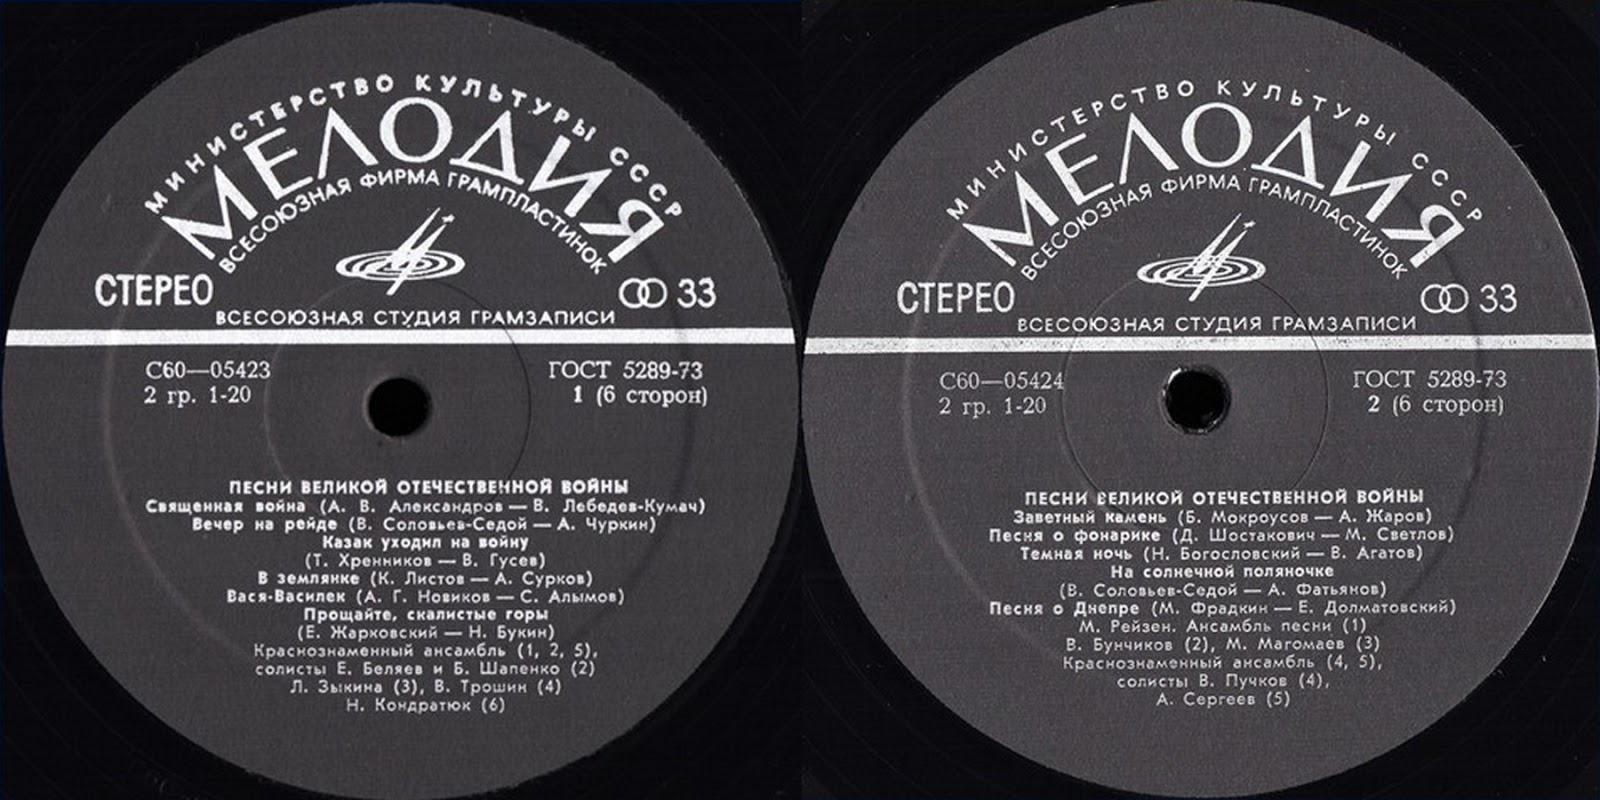 МИНИСТЕРСТВО КУЛЬТУРЫ СССР
МЕЛОДИЯ
ВСЕСОЮЗНАЯ ФИРМА ГРАМПЛАСТИНОК
СТЕРЕО
33
ВСЕСОЮЗНАЯ СТУДИЯ ГРАМЗАПИСИ
С60—05423
2 гр. 1-20
ГОСТ 5289-73
1 (6 сторон)
ПЕСНИ ВЕЛИКОЙ ОТЕЧЕСТВЕННОЙ ВОЙНЫ
Священная война (А. В. Александров — В. Лебедев-Кумач)
Вечер на рейде (В. Соловьев-Седой — А. Чуркин)
Казак уходил на войну
(Т. Хренников — В. Гусев)
В землянке (К. Листов — А. Сурков)
Вася-Василек (А. Г. Новиков — С. Алымов)
Прощайте, скалистые горы
(Е. Жарковский — Н. Букин)
Краснознаменный ансамбль (1, 2, 5),
солисты Е. Беляев и Б. Шапенко (2)
Л. Зыкина (3), В. Трошин (4)
Н. Кондратюк (6)
МИНИСТЕРСТВО КУЛЬТУРЫ СССР
МЕЛОДИЯ
ВСЕСОЮЗНАЯ ФИРМА ГРАМПЛАСТИНОК
СТЕРЕО
33
ВСЕСОЮЗНАЯ СТУДИЯ ГРАМЗАПИСИ
С60—05424
2 гр. 1-20
ГОСТ 5289-73
2 (6 сторон)
ПЕСНИ ВЕЛИКОЙ ОТЕЧЕСТВЕННОЙ ВОЙНЫ
Заветный камень (Б. Мокроусов — А. Жаров)
Песня о фонарике (Д. Шостакович — М. Светлов)
Темная ночь (Н. Богословский — В. Агатов)
На солнечной поляночке
(В. Соловьев-Седой — А. Фатьянов)
Песня о Днепре (М. Фрадкин — Е. Долматовский)
М. Рейзен. Ансамбль песни (1)
В. Бунчиков (2), М. Магомаев (3)
Краснознаменный ансамбль (4, 5),
солисты В. Пучков (4),
А. Сергеев (5)